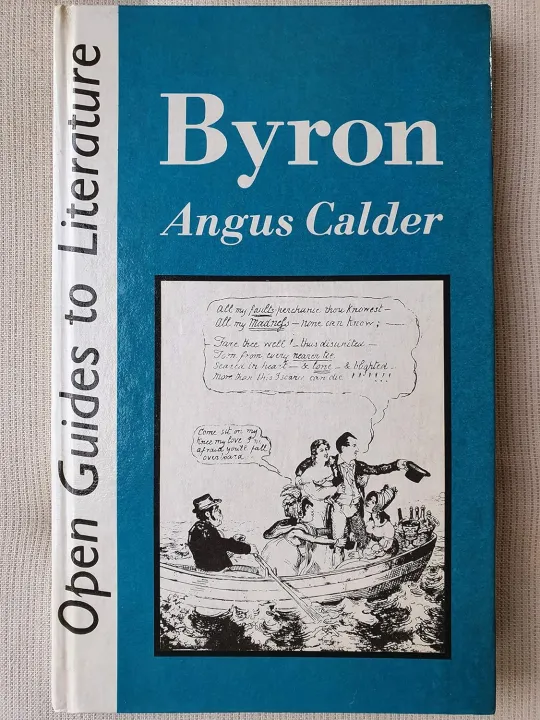 Open Guides to Literature
Byron
Angus Calder
All my faults perchance thou knowest –
All my Madness – none can know;
Fare thee well! – thus disunited –
Torn from every nearer tie
Seared in heart – & lone – & blighted –
More than this I scarce can die !!!!!!
Come sit on my
Knee my love I'm
afraid you'll fall
overboard